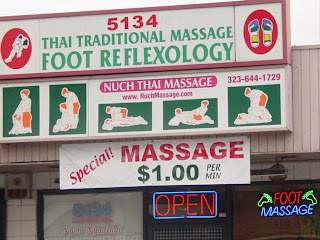 5134
THAI TRADITIONAL MASSAGE
FOOT REFLEXOLOGY
NUCH THAI MASSAGE
www.NuchMassage.com
323-644-1729
Special! MASSAGE
$1.00 PER
MIN
5134
OPEN
FOOT
MASSAGE